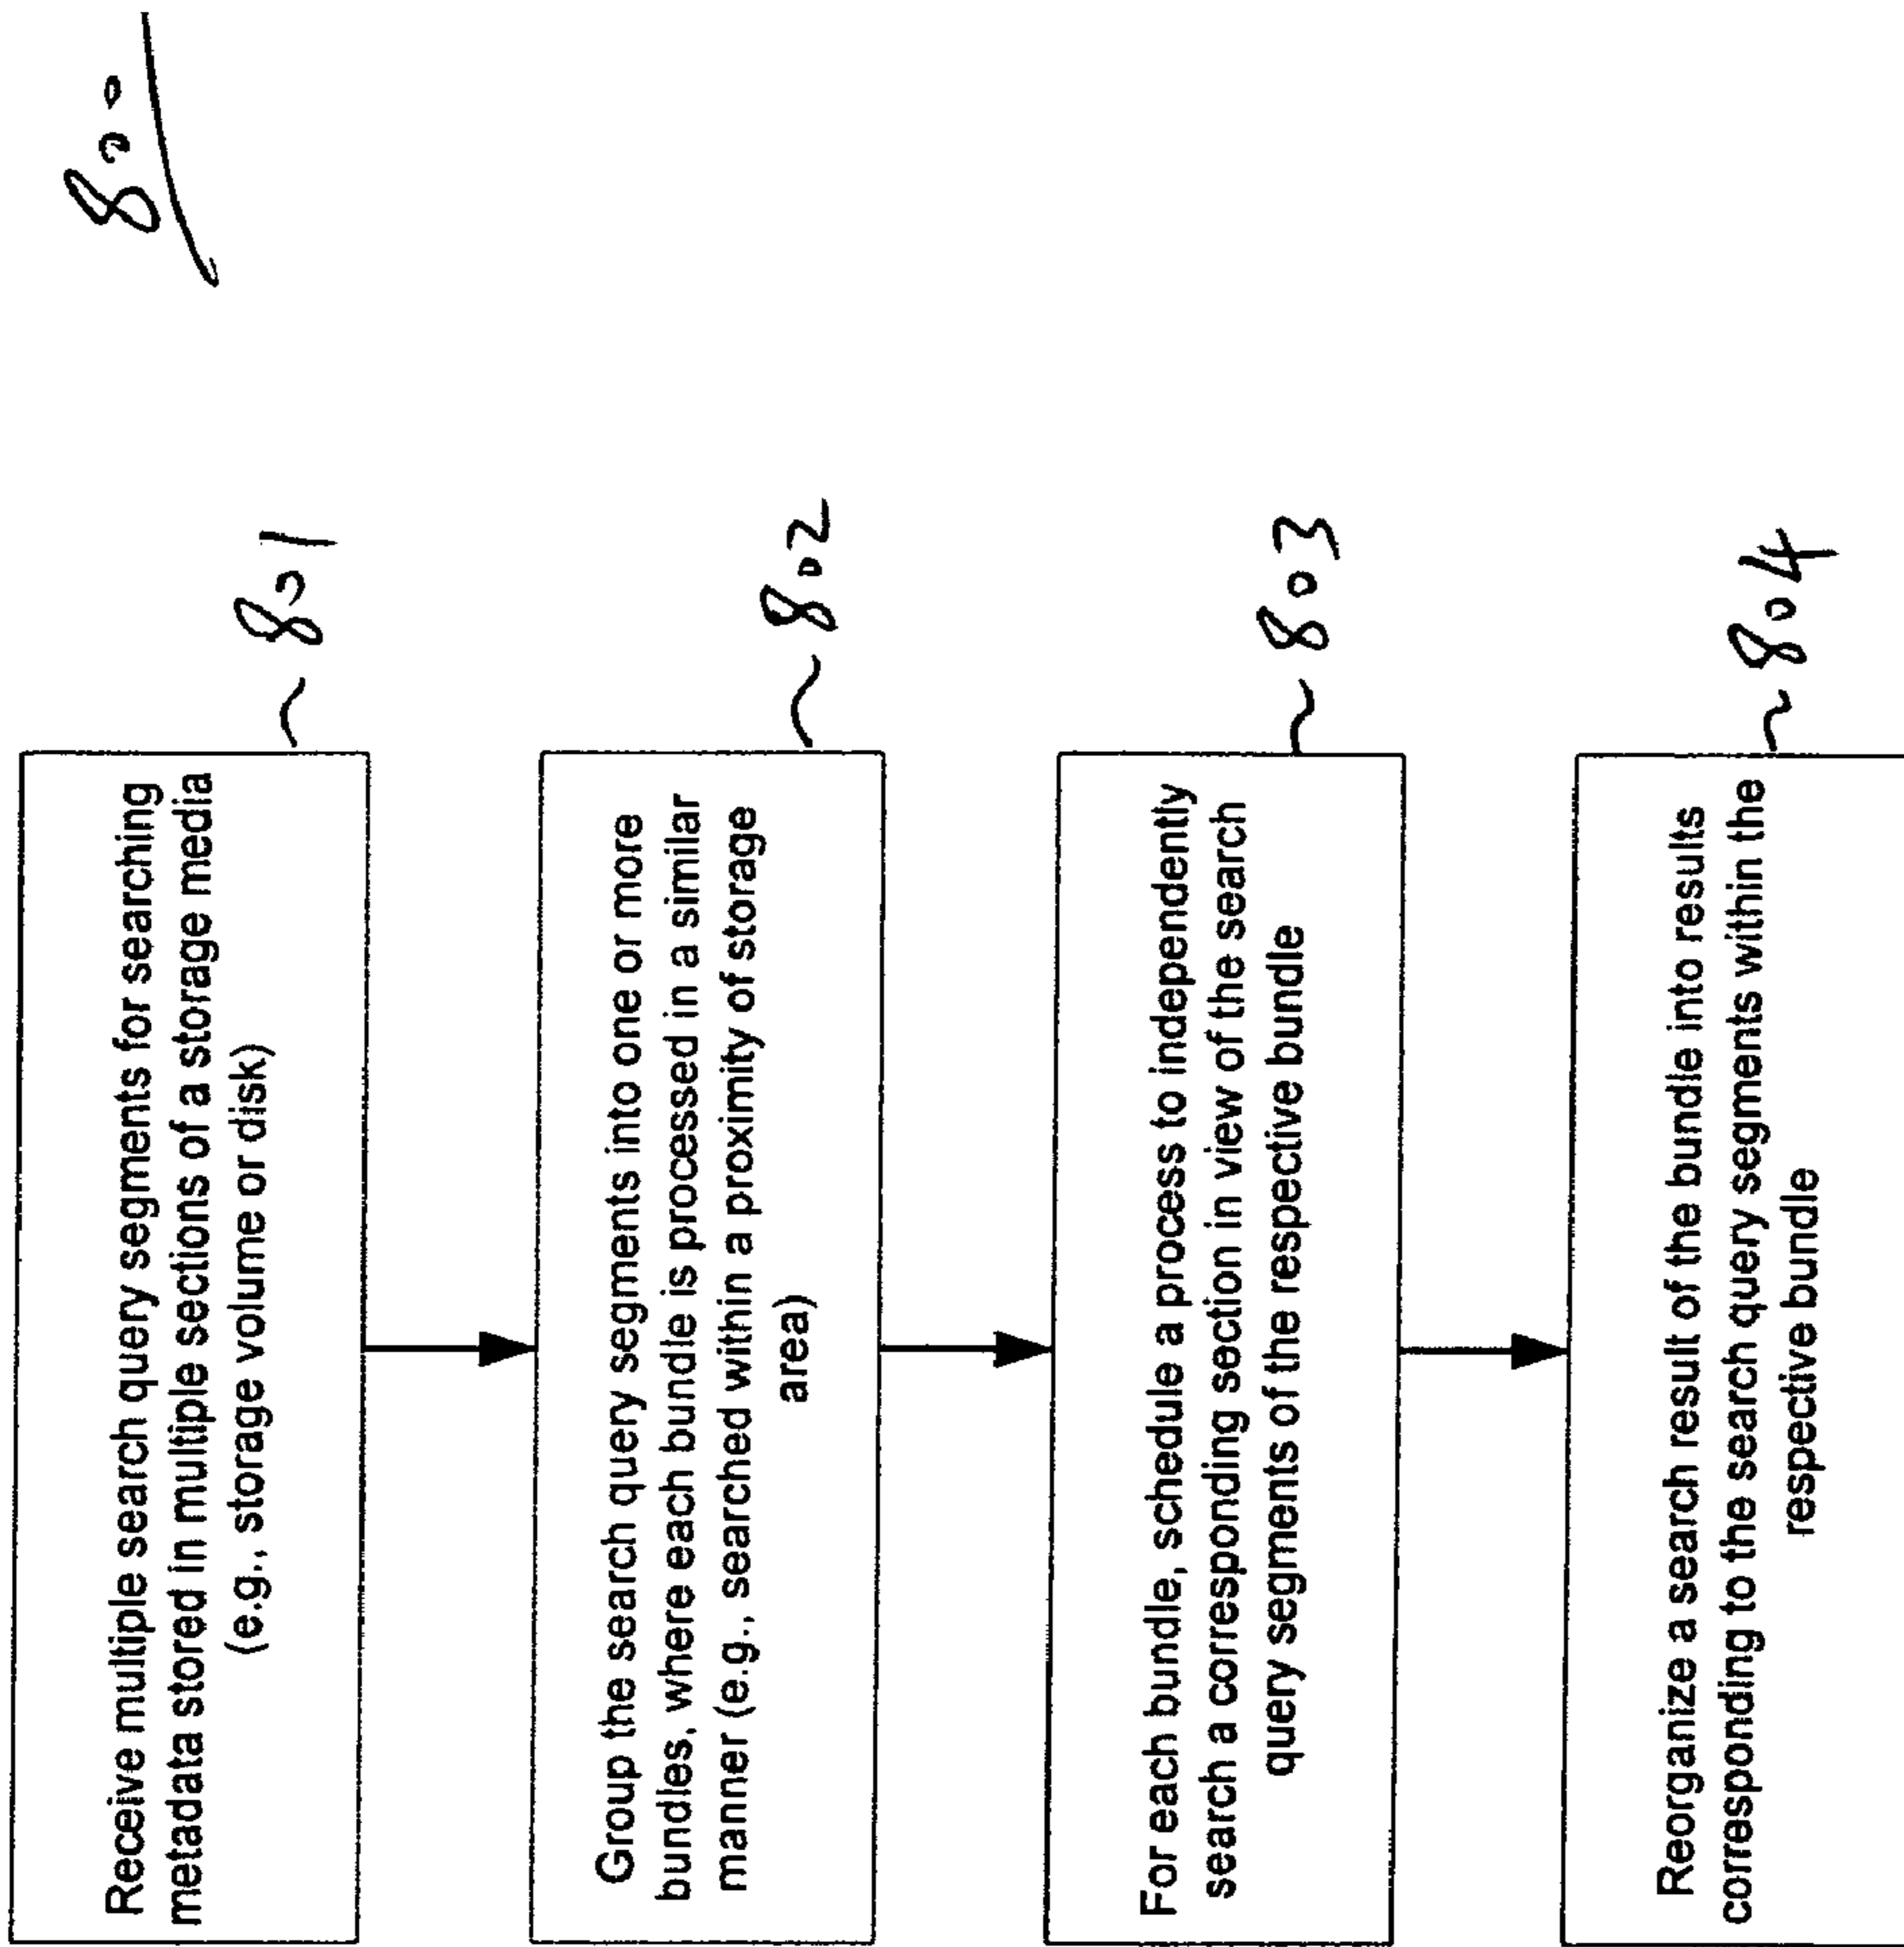 800
Receive multiple search query segments for searching
metadata stored in multiple sections of a storage media
(e.g., storage volume or disk)
801
Group the search query segments into one or more
bundles, where each bundle is processed in a similar
manner (e.g., searched within a proximity of storage
area)
802
For each bundle, schedule a process to independently
search a corresponding section in view of the search
query segments of the respective bundle
803
Reorganize a search result of the bundle into results
corresponding to the search query segments within the
respective bundle
804